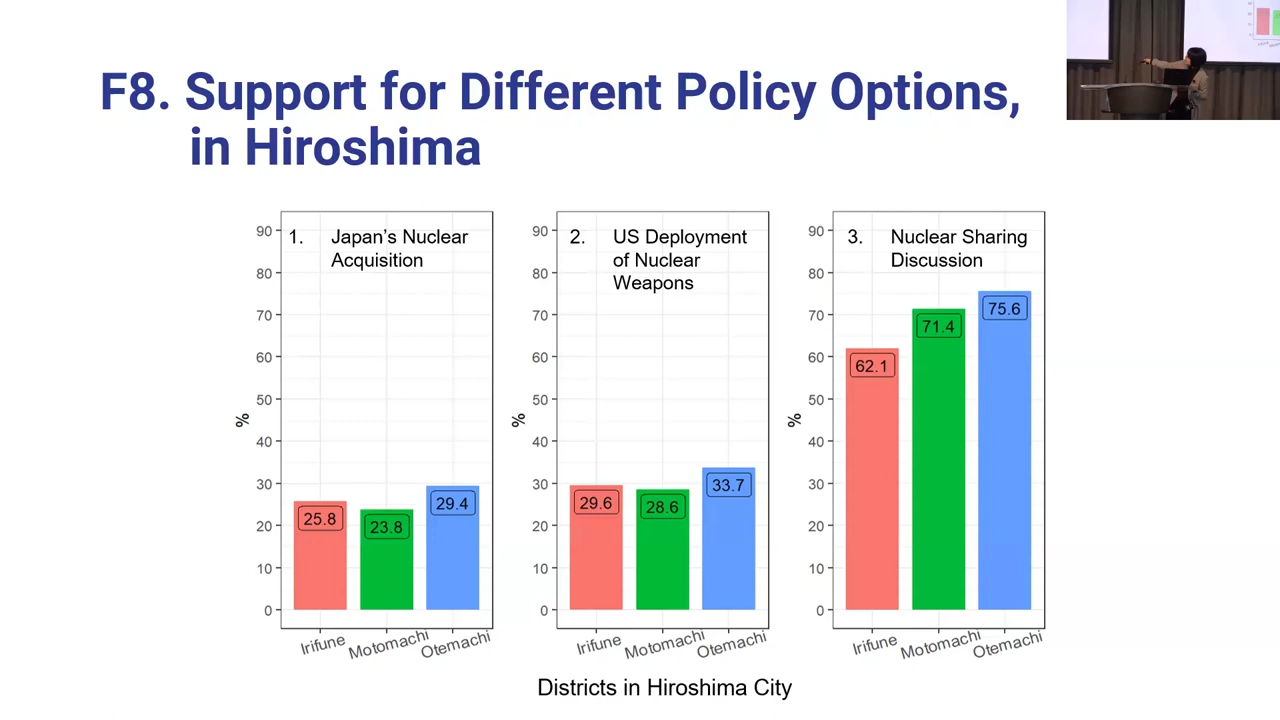 F8. Support for Different Policy Options,
in Hiroshima
1. Japan's Nuclear
Acquisition
90
80
70
60
50
40
30
20
10
0
%
25.8
23.8
29.4
Irifune
Motomachi
Otemachi
2. US Deployment
of Nuclear
Weapons
90
80
70
60
50
40
30
20
10
0
%
29.6
28.6
33.7
Irifune
Motomachi
Otemachi
3. Nuclear Sharing
Discussion
90
80
70
60
50
40
30
20
10
0
%
62.1
71.4
75.6
Irifune
Motomachi
Otemachi
Districts in Hiroshima City